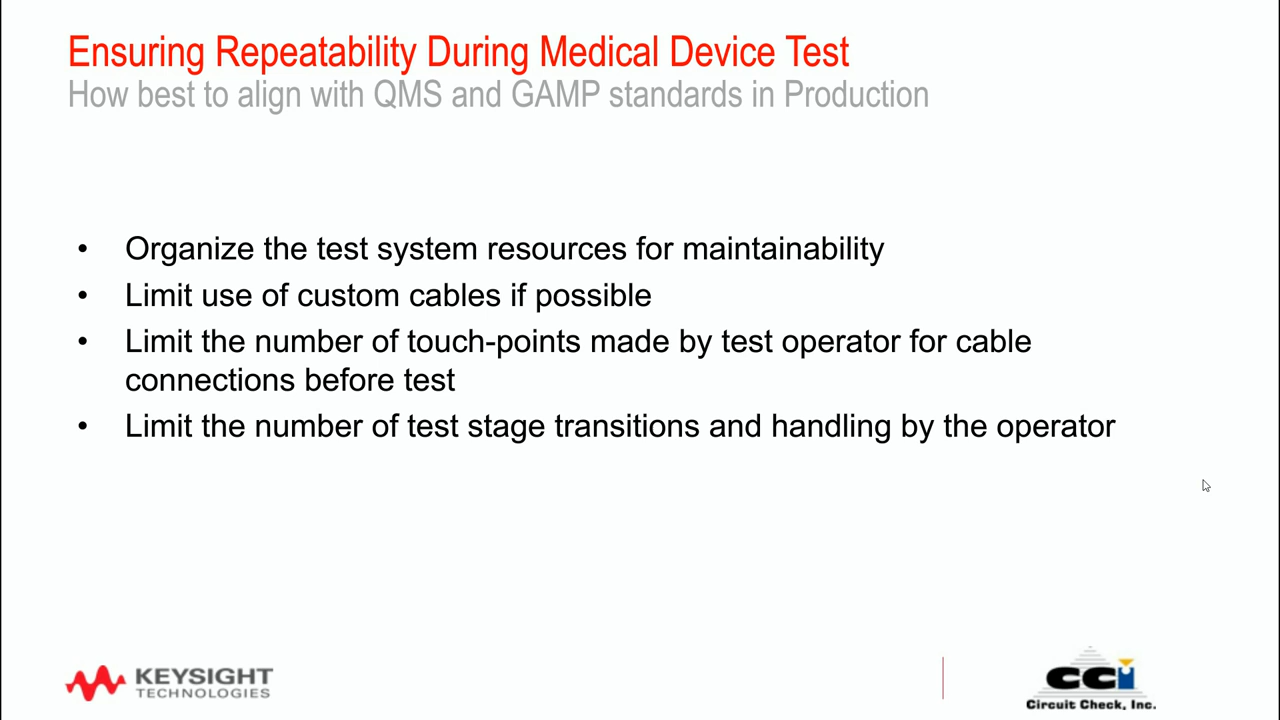 Ensuring Repeatability During Medical Device Test
How best to align with QMS and GAMP standards in Production
• Organize the test system resources for maintainability
• Limit use of custom cables if possible
• Limit the number of touch-points made by test operator for cable
connections before test
• Limit the number of test stage transitions and handling by the operator
KEYSIGHT
TECHNOLOGIES
CCI
Circuit Check, Inc.